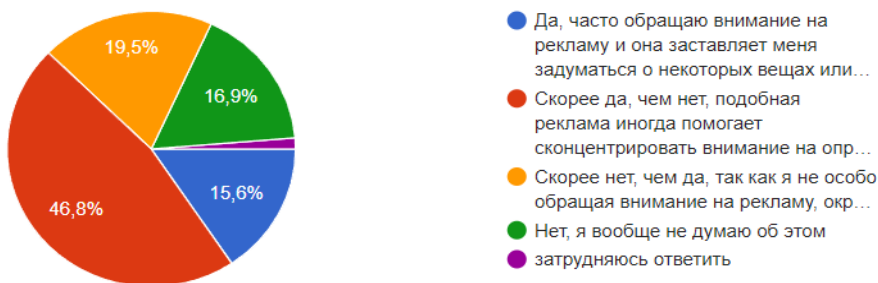 19,5%
16,9%
46,8%
15,6%
Да, часто обращаю внимание на
рекламу и она заставляет меня
задуматься о некоторых вещах или…
Скорее да, чем нет, подобная
реклама иногда помогает
сконцентрировать внимание на опр…
Скорее нет, чем да, так как я не особо
обращая внимание на рекламу, окр…
Нет, я вообще не думаю об этом
затрудняюсь ответить